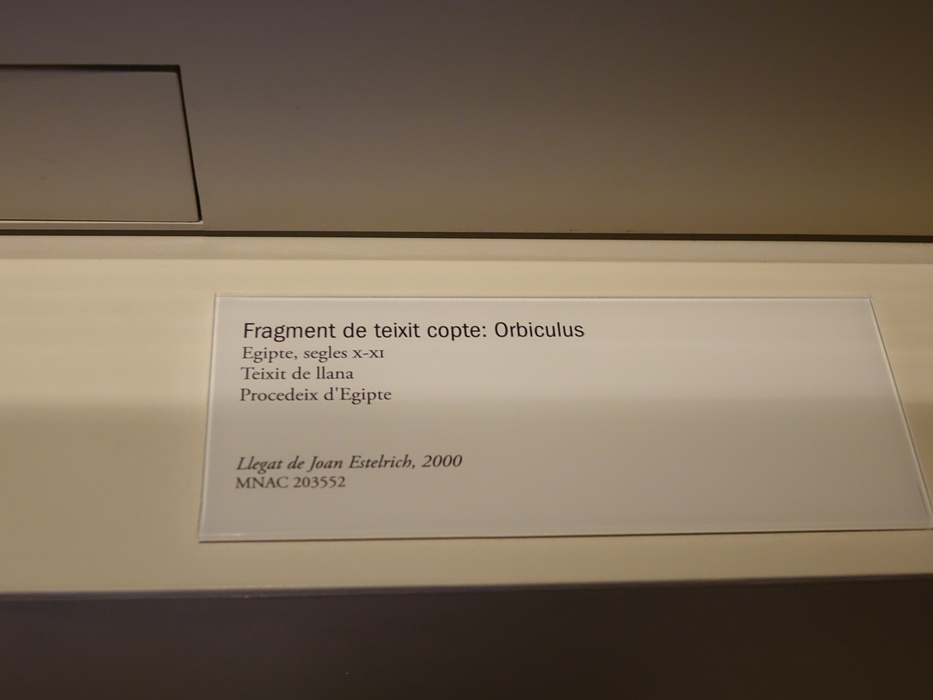 Fragment de teixit copte: Orbiculus
Egipte, segles X-XI
Teixit de llana
Procedeix d'Egipte
Llegat de Joan Estelrich, 2000
MNAC 203552